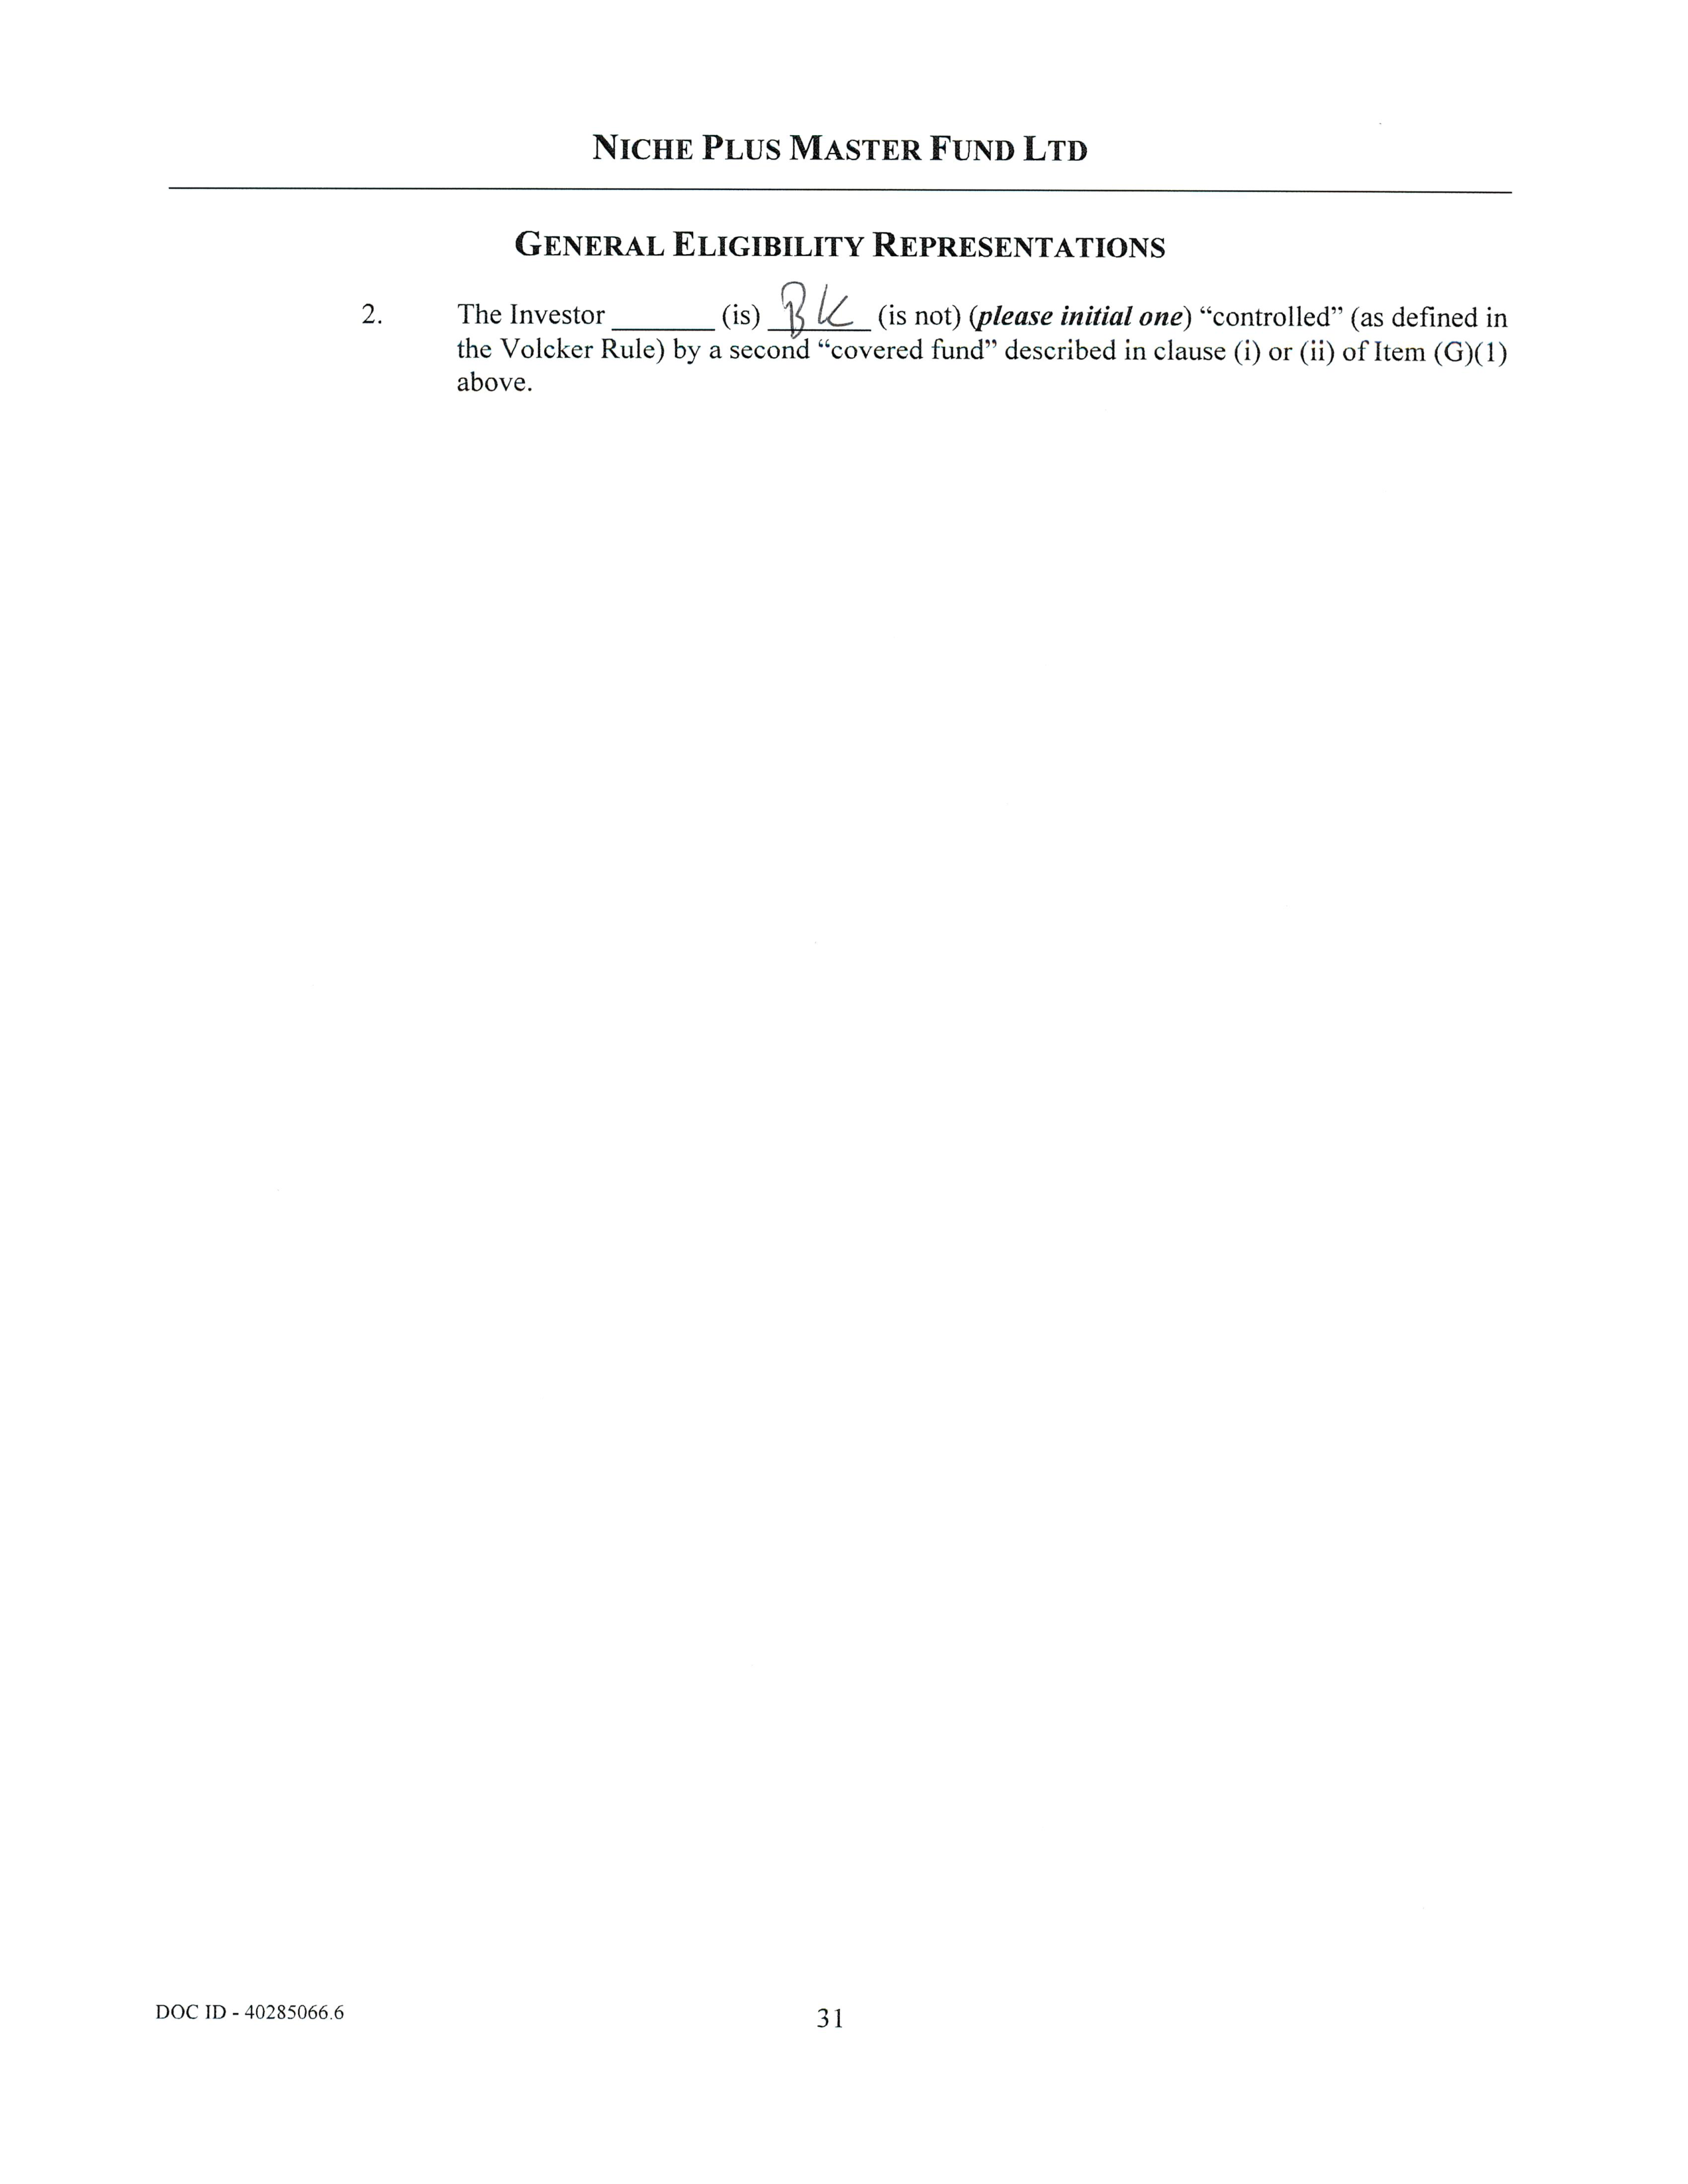 NICHE PLUS MASTER FUND LTD
GENERAL ELIGIBILITY REPRESENTATIONS
2. The Investor ________ (is) BK (is not) (please initial one) “controlled” (as defined in
the Volcker Rule) by a second “covered fund” described in clause (i) or (ii) of Item (G)(1)
above.
DOC ID - 40285066.6
31